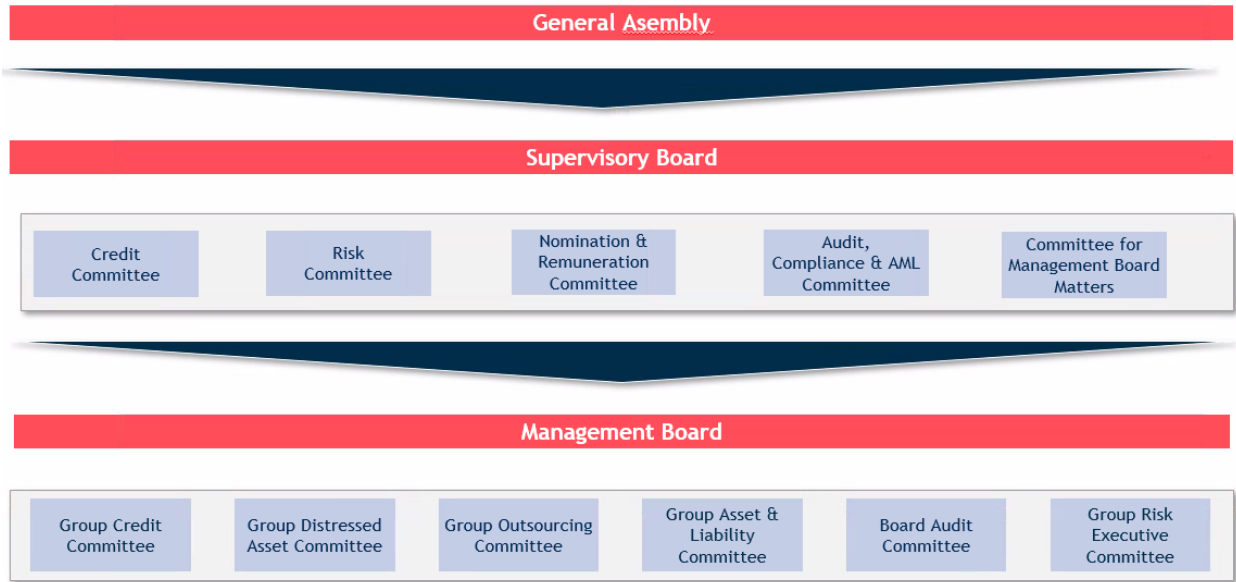 General Asembly
Supervisory Board
Credit
Committee
Risk
Committee
Nomination &
Remuneration
Committee
Audit,
Compliance & AML
Committee
Committee for
Management Board
Matters
Management Board
Group Credit
Committee
Group Distressed
Asset Committee
Group Outsourcing
Committee
Group Asset &
Liability
Committee
Board Audit
Committee
Group Risk
Executive
Committee